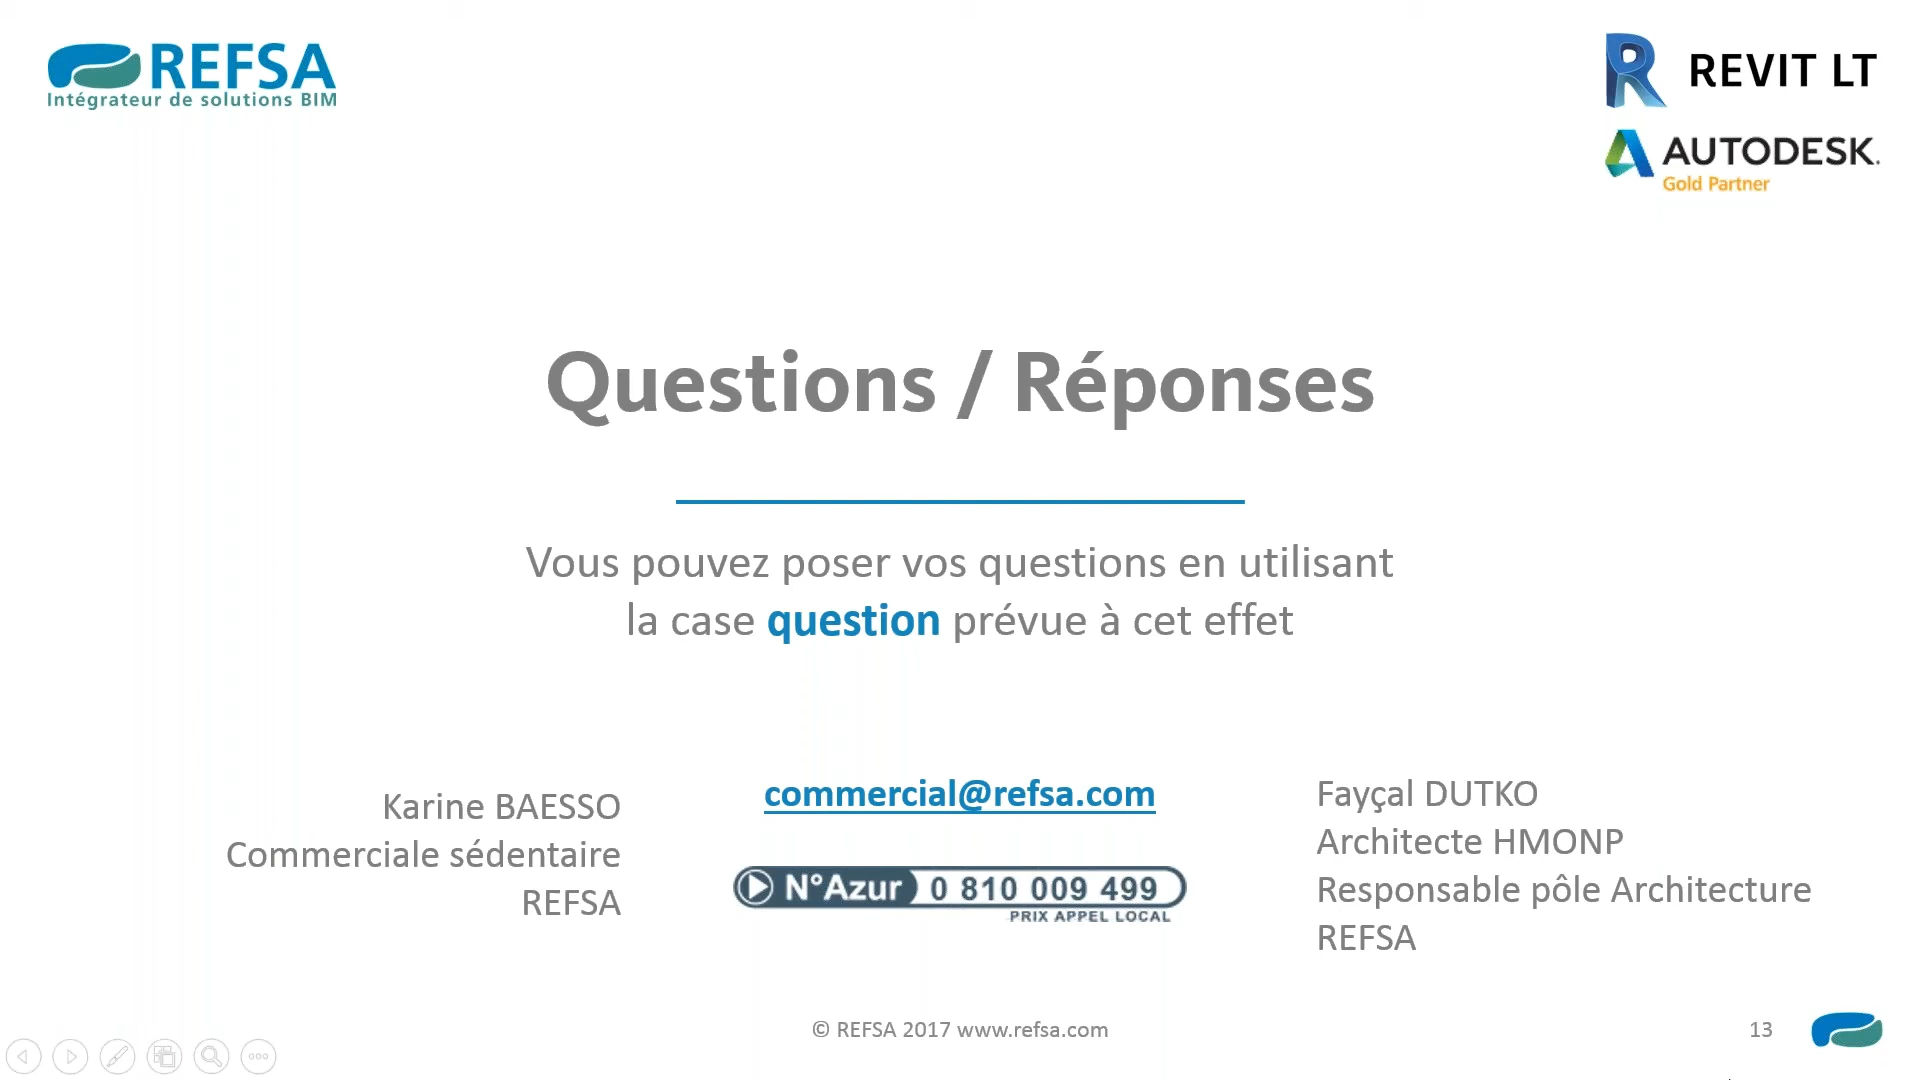 REFSA
Intégrateur de solutions BIM
R REVIT LT
AUTODESK.
Gold Partner
Questions / Réponses
Vous pouvez poser vos questions en utilisant
la case question prévue à cet effet
Karine BAESSO
Commerciale sédentaire
REFSA
commercial@refsa.com
N°Azur 0 810 009 499
PRIX APPEL LOCAL
Fayçal DUTKO
Architecte HMONP
Responsable pôle Architecture
REFSA
© REFSA 2017 www.refsa.com
13